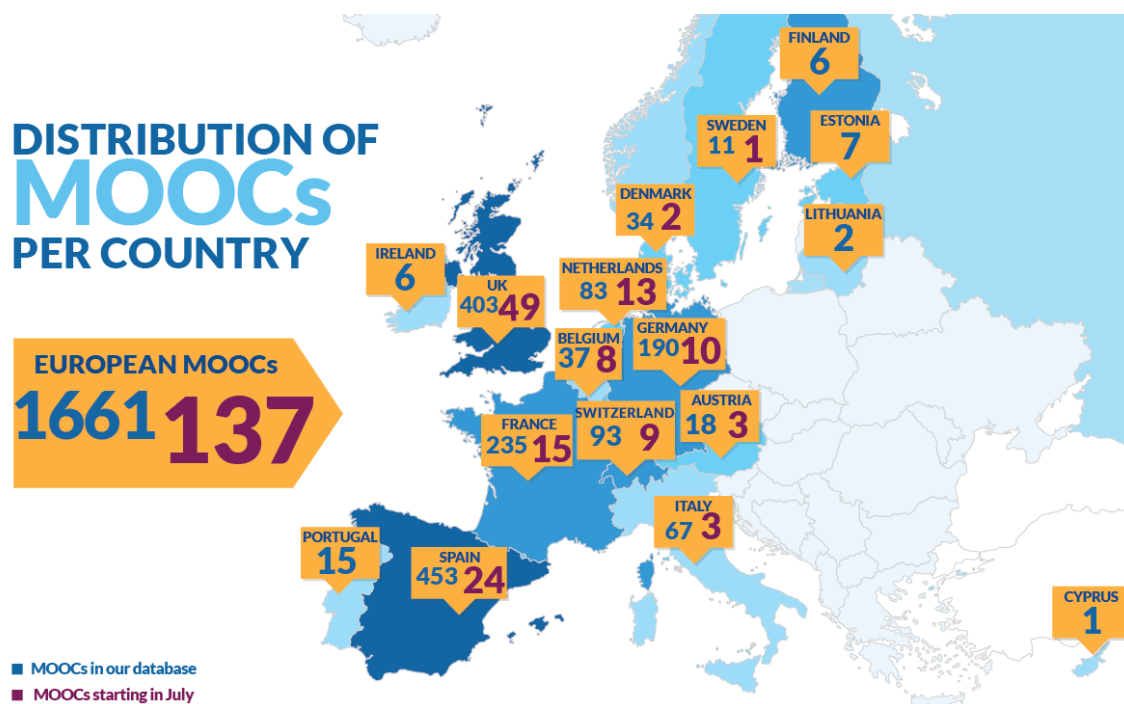 DISTRIBUTION OF
MOOCs
PER COUNTRY
EUROPEAN MOOCs
1661 137
FINLAND
6
SWEDEN
11 1
ESTONIA
7
DENMARK
34 2
LITHUANIA
2
IRELAND
6
UK
403 49
NETHERLANDS
83 13
BELGIUM
37 8
GERMANY
190 10
FRANCE
235 15
SWITZERLAND
93 9
AUSTRIA
18 3
ITALY
67 3
PORTUGAL
15
SPAIN
453 24
CYPRUS
1
MOOCs in our database
MOOCs starting in July